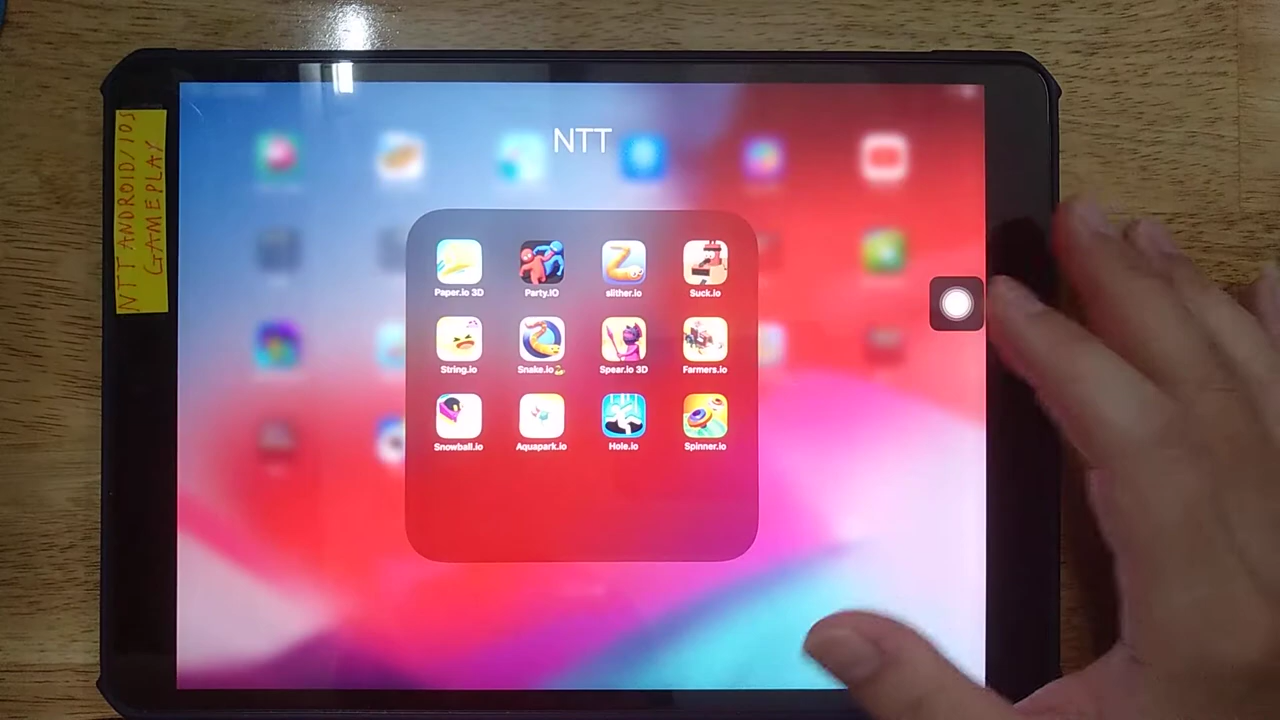 NTT ANDROID/IOS
GAMEPLAY
NTT
Paper.io 3D
Party.IO
slither.io
Suck.io
String.io
Snake.io🐍
Spear.io 3D
Farmers.io
Snowball.io
Aquapark.io
Hole.io
Spinner.io